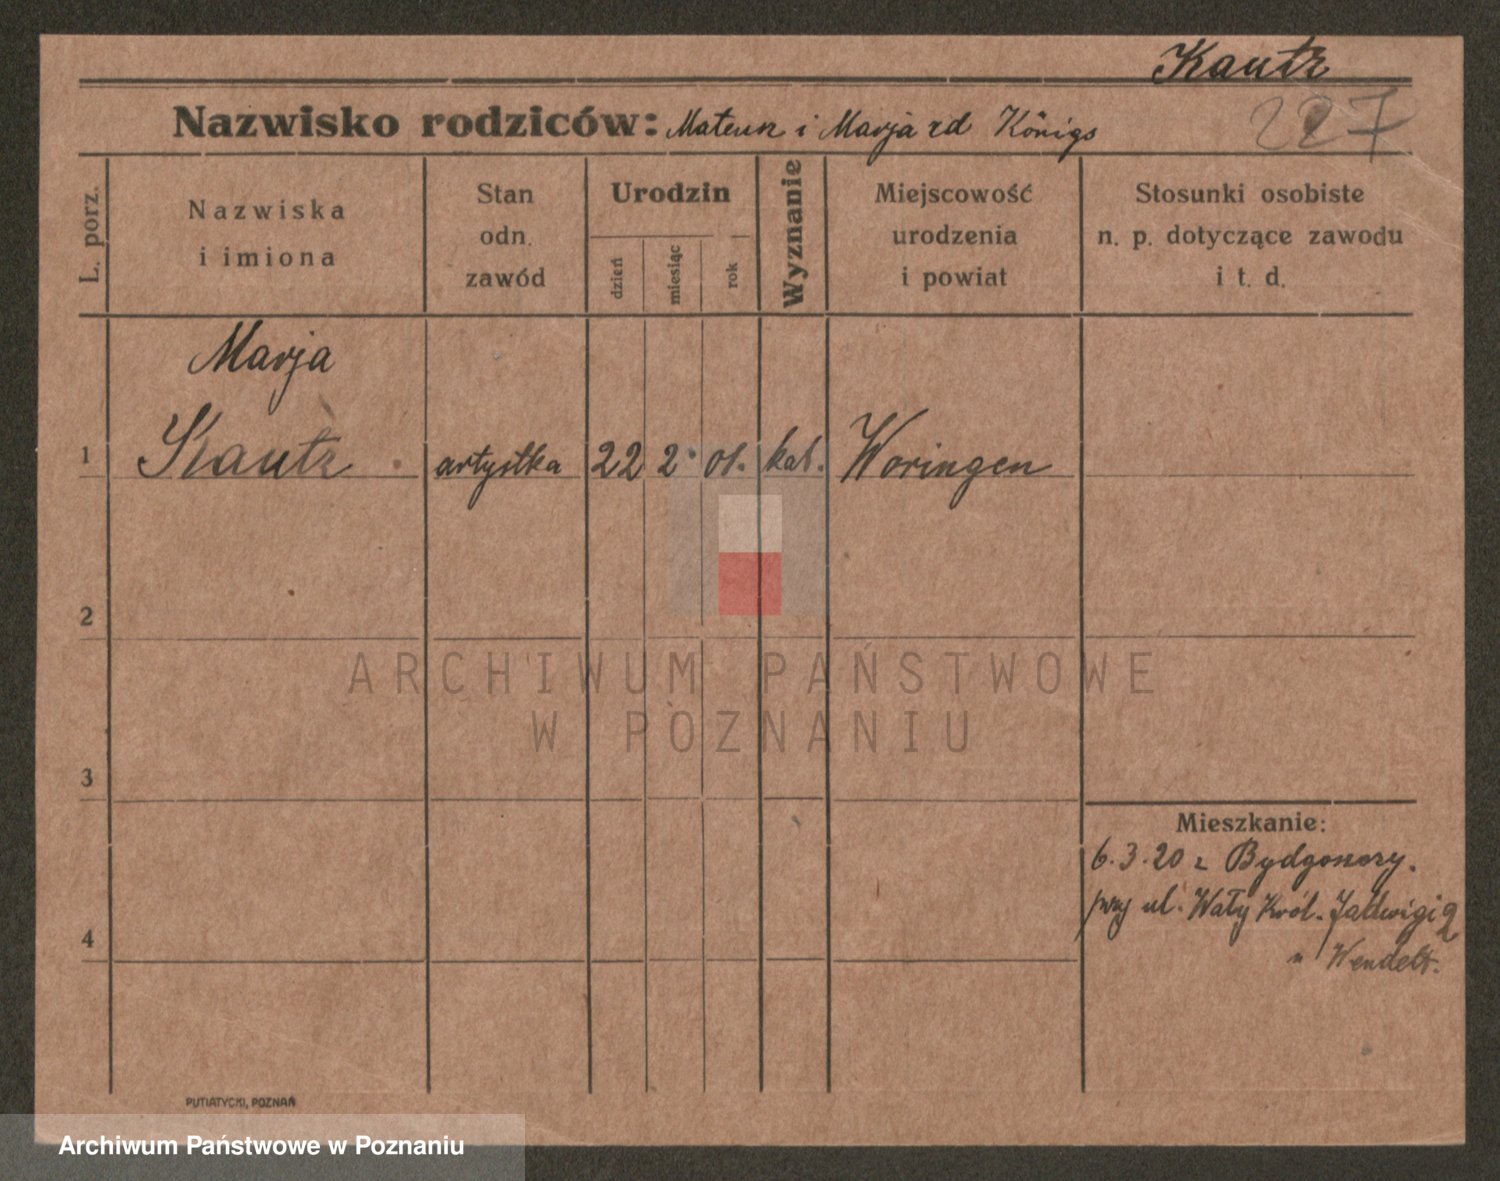 Kautz
227
Nazwisko rodziców: Mateusz i Marja rd Königs
L. porz.
Nazwiska
i imiona
Stan
odn.
zawód
Urodzin
dzień
miesiąc
rok
Wyznanie
Miejscowość
urodzenia
i powiat
Stosunki osobiste
n. p. dotyczące zawodu
i t. d.
Marja
1 Kautz artystka 22 2. 01. kat. Woringen
2
ARCHIWUM PAŃSTWOWE
W POZNANIU
3
Mieszkanie:
6.3.20 z Bydgoszczy.
przy ul. Wały Król. Jadwigi 2
4
u Wendelt.
PUTIATYCKI, POZNAŃ
Archiwum Państwowe w Poznaniu